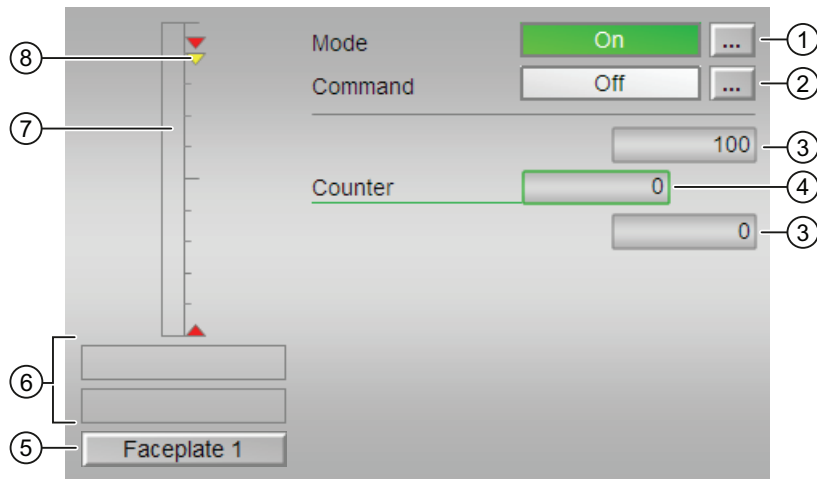 8
7
6
5
Faceplate 1
Mode On ... 1
Command Off ... 2
100 3
Counter 0 4
0 3